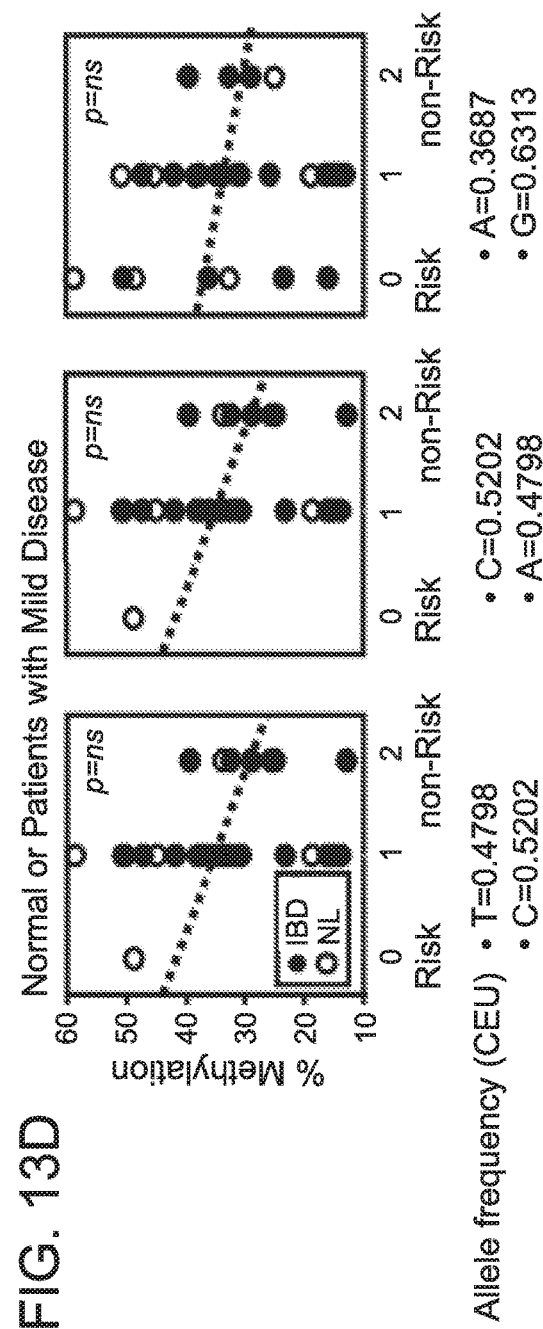 FIG. 13D
Normal or Patients with Mild Disease
% Methylation
60
50
40
30
20
10
p=ns
IBD
NL
0
1
2
Risk
non-Risk
p=ns
0
1
2
Risk
non-Risk
p=ns
0
1
2
Risk
non-Risk
Allele frequency (CEU)
• T=0.4798
• C=0.5202
• C=0.5202
• A=0.4798
• A=0.3687
• G=0.6313